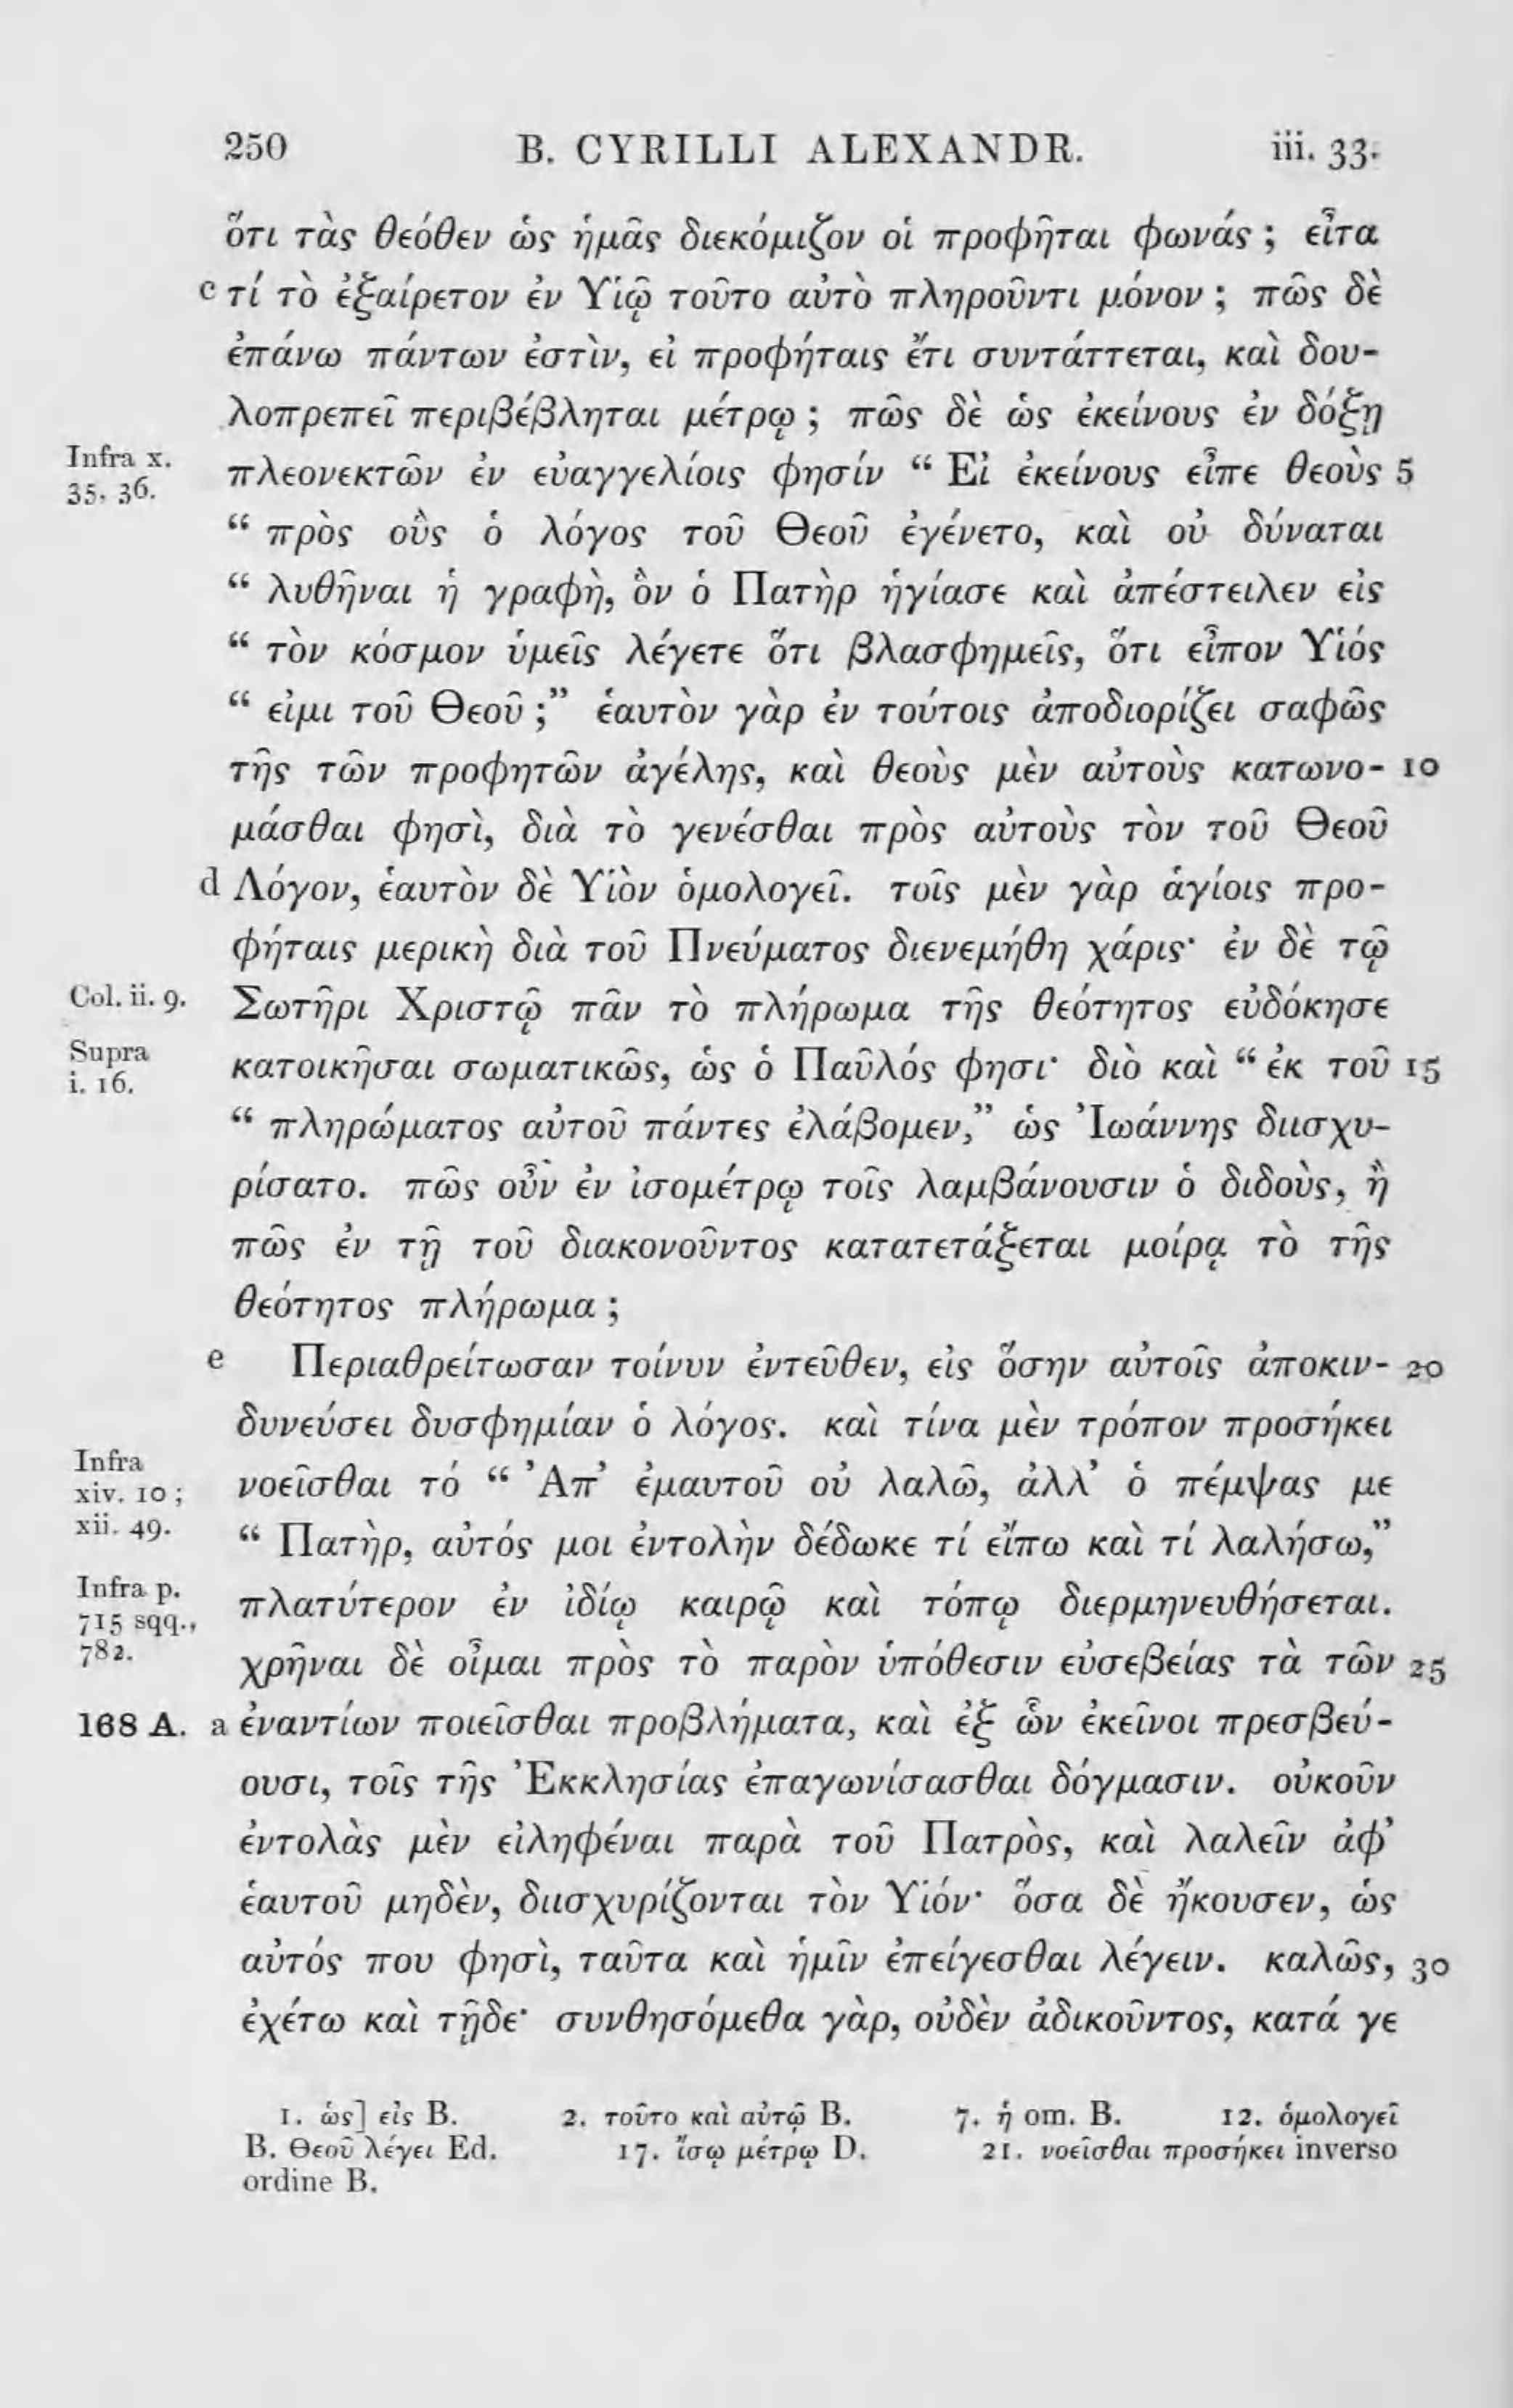 250 B. CYRILLI ALEXANDR. iii. 33.
ὅτι τὰς θεόθεν ὡς ἡμᾶς διεκόμιζον οἱ προφῆται φωνάς ; εἶτα
c τί τὸ ἐξαίρετον ἐν Υἱῷ τοῦτο αὐτὸ πληροῦντι μόνον ; πῶς δὲ
ἐπάνω πάντων ἐστὶν, εἰ προφήταις ἔτι συντάττεται, καὶ δου-
λοπρεπεῖ περιβέβληται μέτρῳ ; πῶς δὲ ὡς ἐκείνους ἐν δόξῃ
Infra x.
35. 36.
πλεονεκτῶν ἐν εὐαγγελίοις φησίν “ Εἰ ἐκείνους εἶπε θεοὺς 5
“ πρὸς οὓς ὁ λόγος τοῦ Θεοῦ ἐγένετο, καὶ οὐ δύναται
“ λυθῆναι ἡ γραφὴ, ὃν ὁ Πατὴρ ἡγίασε καὶ ἀπέστειλεν εἰς
“ τὸν κόσμον ὑμεῖς λέγετε ὅτι βλασφημεῖς, ὅτι εἶπον Υἱός
“ εἰμι τοῦ Θεοῦ ;” ἑαυτὸν γὰρ ἐν τούτοις ἀποδιορίζει σαφῶς
τῆς τῶν προφητῶν ἀγέλης, καὶ θεοὺς μὲν αὐτοὺς κατωνο- 10
μάσθαι φησὶ, διὰ τὸ γενέσθαι πρὸς αὐτοὺς τὸν τοῦ Θεοῦ
d Λόγον, ἑαυτὸν δὲ Υἱὸν ὁμολογεῖ. τοῖς μὲν γὰρ ἁγίοις προ-
φήταις μερικὴ διὰ τοῦ Πνεύματος διενεμήθη χάρις· ἐν δὲ τῷ
Col. ii. 9. Σωτῆρι Χριστῷ πᾶν τὸ πλήρωμα τῆς θεότητος εὐδόκησε
Supra
i. 16.
κατοικῆσαι σωματικῶς, ὡς ὁ Παῦλός φησι· διὸ καὶ “ ἐκ τοῦ 15
“ πληρώματος αὐτοῦ πάντες ἐλάβομεν,” ὡς Ἰωάννης διισχυ-
ρίσατο. πῶς οὖν ἐν ἰσομέτρῳ τοῖς λαμβάνουσιν ὁ διδοὺς, ἢ
πῶς ἐν τῇ τοῦ διακονοῦντος κατατετάξεται μοίρᾳ τὸ τῆς
θεότητος πλήρωμα ;
e Περιαθρείτωσαν τοίνυν ἐντεῦθεν, εἰς ὅσην αὐτοῖς ἀποκιν- 20
δυνεύσει δυσφημίαν ὁ λόγος. καὶ τίνα μὲν τρόπον προσήκει
Infra
xiv. 10 ;
xii. 49.
νοεῖσθαι τό “ Ἀπ’ ἐμαυτοῦ οὐ λαλῶ, ἀλλ’ ὁ πέμψας με
“ Πατὴρ, αὐτός μοι ἐντολὴν δέδωκε τί εἴπω καὶ τί λαλήσω,”
Infra p.
715 sqq.,
782.
πλατύτερον ἐν ἰδίῳ καιρῷ καὶ τόπῳ διερμηνευθήσεται.
χρῆναι δὲ οἶμαι πρὸς τὸ παρὸν ὑπόθεσιν εὐσεβείας τὰ τῶν 25
168 A. a ἐναντίων ποιεῖσθαι προβλήματα, καὶ ἐξ ὧν ἐκεῖνοι πρεσβεύ-
ουσι, τοῖς τῆς Ἐκκλησίας ἐπαγωνίσασθαι δόγμασιν. οὐκοῦν
ἐντολὰς μὲν εἰληφέναι παρὰ τοῦ Πατρὸς, καὶ λαλεῖν ἀφ’
ἑαυτοῦ μηδὲν, διισχυρίζονται τὸν Υἱόν· ὅσα δὲ ἤκουσεν, ὡς
αὐτός που φησὶ, ταῦτα καὶ ἡμῖν ἐπείγεσθαι λέγειν. καλῶς, 30
ἐχέτω καὶ τῇδε· συνθησόμεθα γὰρ, οὐδὲν ἀδικοῦντος, κατά γε
1. ὡς] εἰς B. 2. τοῦτο καὶ αὐτῷ B. 7. ἡ om. B. 12. ὁμολογεῖ
B. Θεοῦ λέγει Ed. 17. ἴσῳ μέτρῳ D. 21. νοεῖσθαι προσήκει inverso
ordine B.